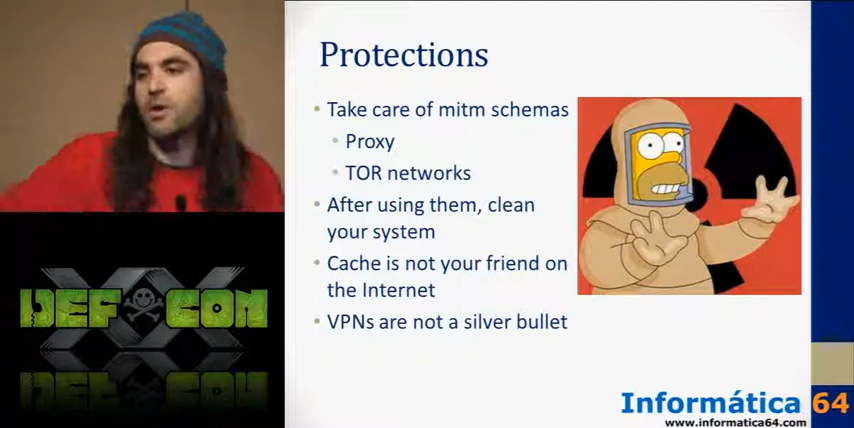 Protections
Take care of mitm schemas
Proxy
TOR networks
After using them, clean
your system
Cache is not your friend on
the Internet
VPNs are not a silver bullet
DEF CON
XX
Informática 64
www.informatica64.com